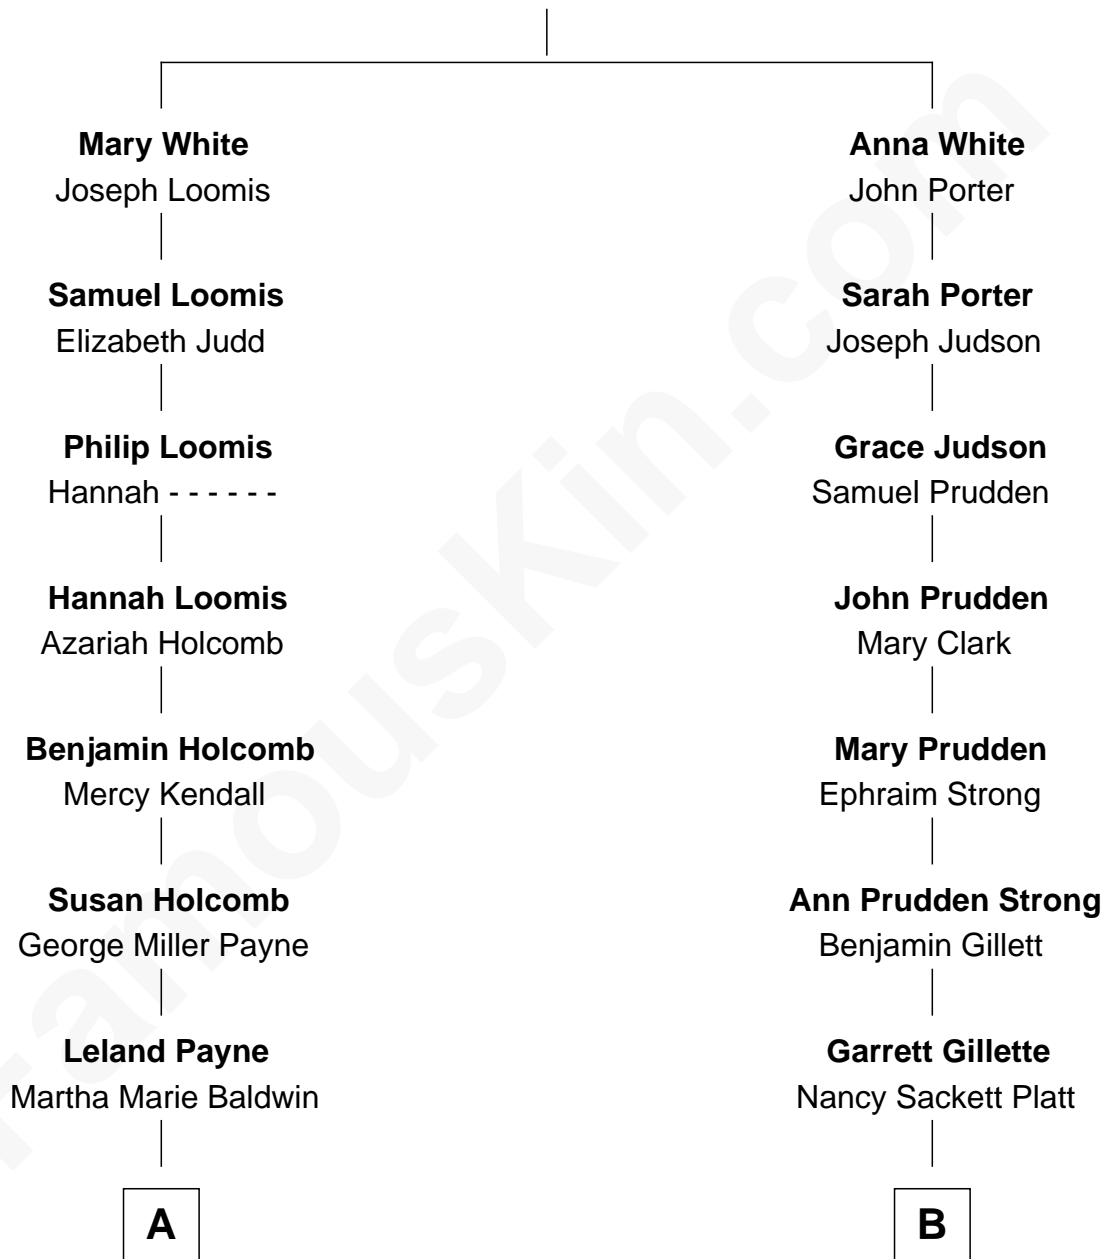 Mary White
Joseph Loomis
Anna White
John Porter
Samuel Loomis
Elizabeth Judd
Sarah Porter
Joseph Judson
Philip Loomis
Hannah - - - - - -
Grace Judson
Samuel Prudden
Hannah Loomis
Azariah Holcomb
John Prudden
Mary Clark
Benjamin Holcomb
Mercy Kendall
Mary Prudden
Ephraim Strong
Susan Holcomb
George Miller Payne
Ann Prudden Strong
Benjamin Gillett
Leland Payne
Martha Marie Baldwin
Garrett Gillette
Nancy Sackett Platt
A
B
FamousKin.com